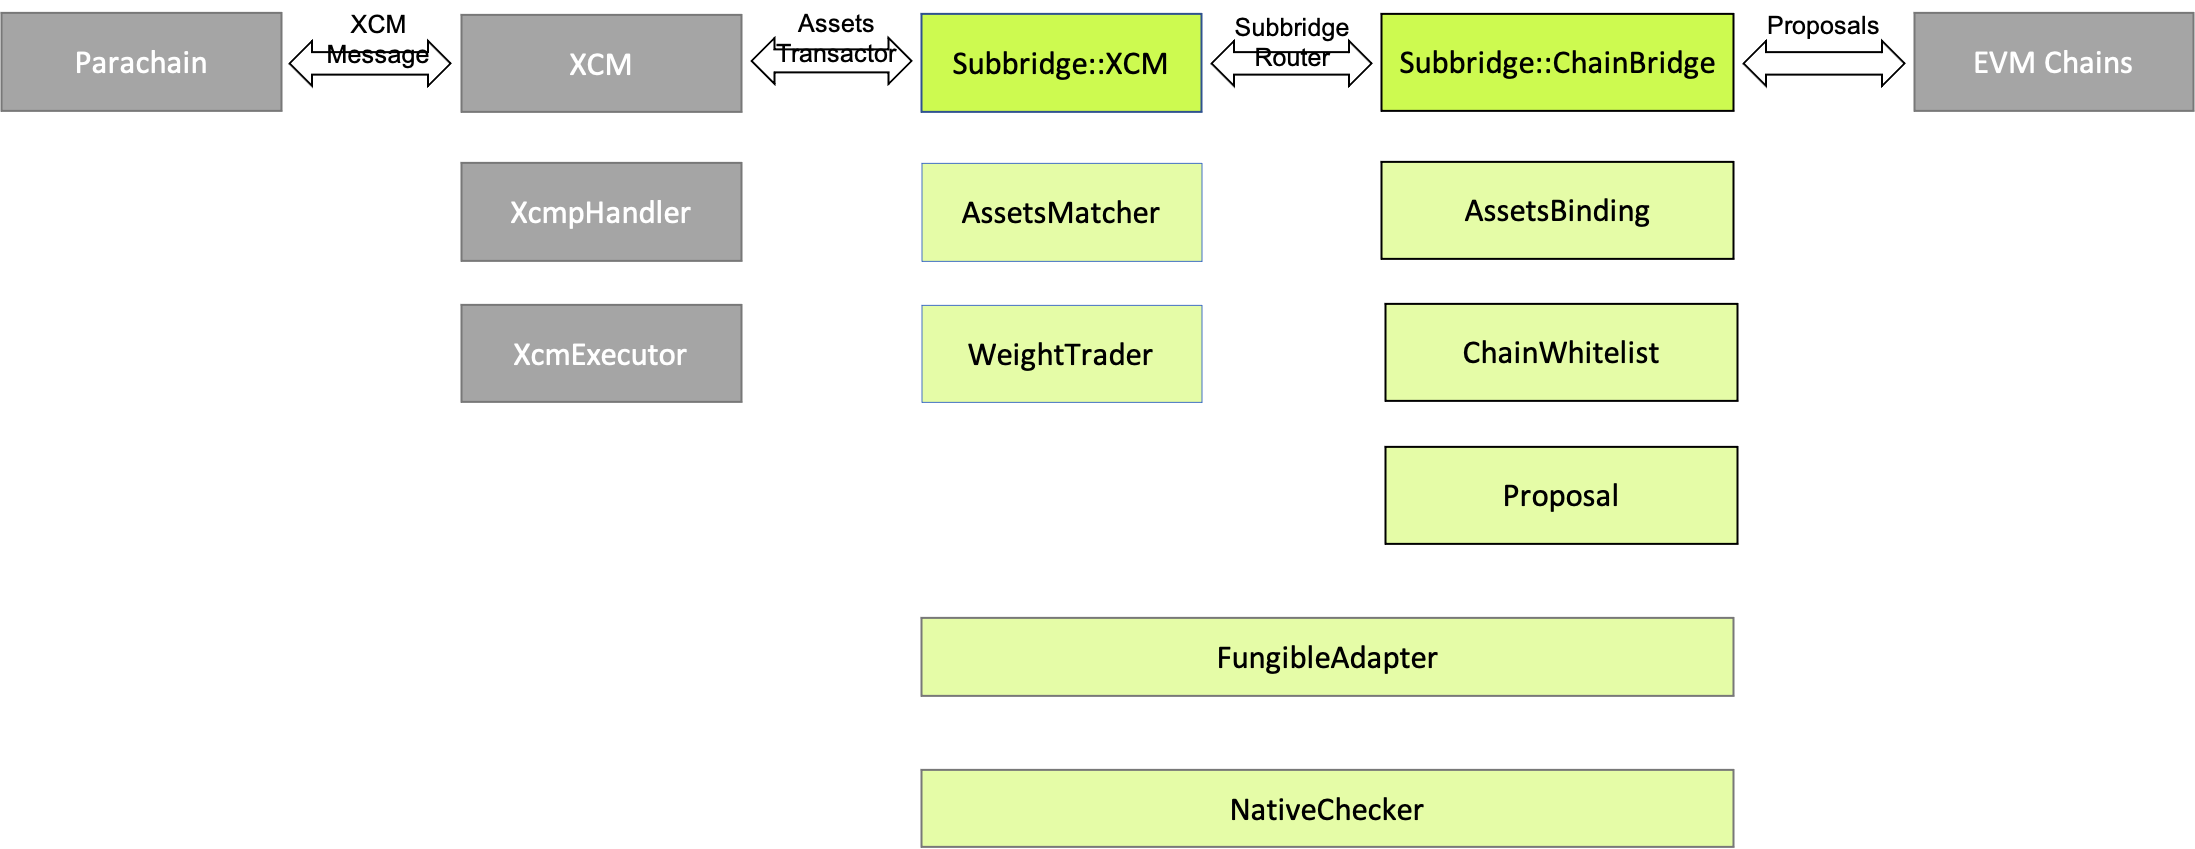 Parachain
XCM
Message
XCM
Assets
Transactor
Subbridge::XCM
Subbridge
Router
Subbridge::ChainBridge
Proposals
EVM Chains
XcmpHandler
AssetsMatcher
AssetsBinding
XcmExecutor
WeightTrader
ChainWhitelist
Proposal
FungibleAdapter
NativeChecker